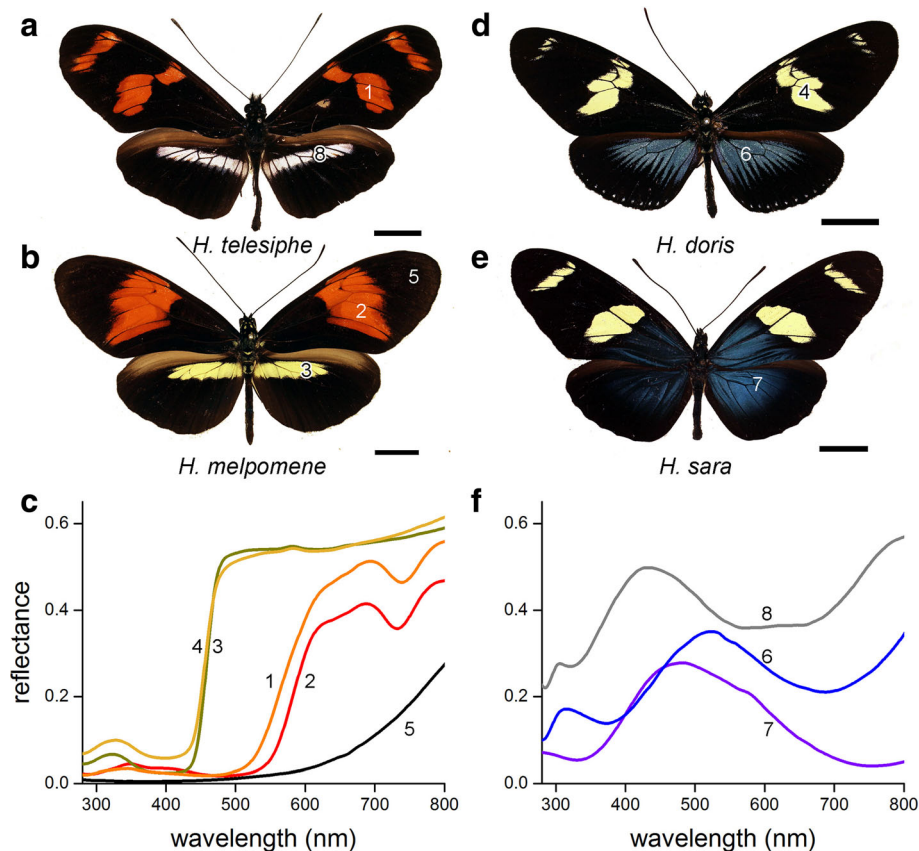 a
1
8
H. telesiphe
b
5
2
3
H. melpomene
d
4
6
H. doris
e
7
H. sara
c
0.6
0.4
0.2
0.0
reflectance
4
3
1
2
5
300 400 500 600 700 800
wavelength (nm)
f
0.6
0.4
0.2
0.0
8
6
7
300 400 500 600 700 800
wavelength (nm)